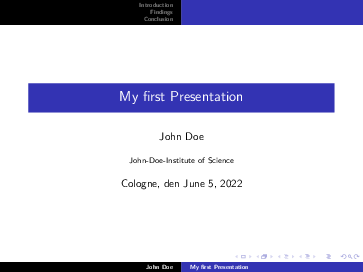 Introduction
Findings
Conclusion
My first Presentation
John Doe
John-Doe-Institute of Science
Cologne, den June 5, 2022
John Doe
My first Presentation